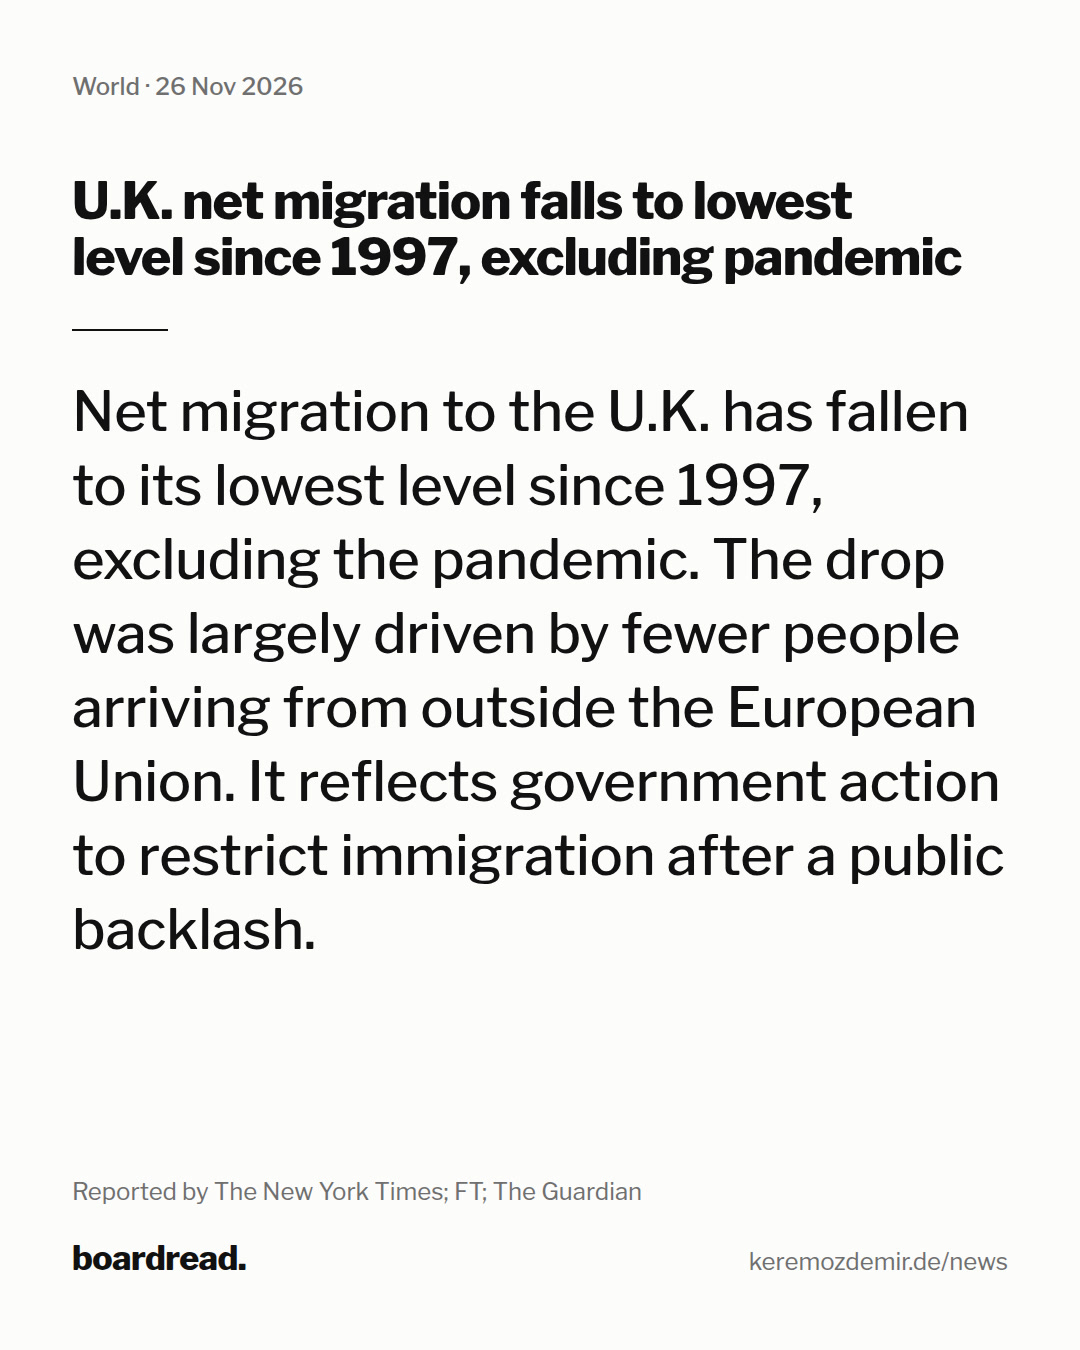 World · 26 Nov 2026
U.K. net migration falls to lowest
level since 1997, excluding pandemic
Net migration to the U.K. has fallen
to its lowest level since 1997,
excluding the pandemic. The drop
was largely driven by fewer people
arriving from outside the European
Union. It reflects government action
to restrict immigration after a public
backlash.
Reported by The New York Times; FT; The Guardian
boardread.
keremozdemir.de/news